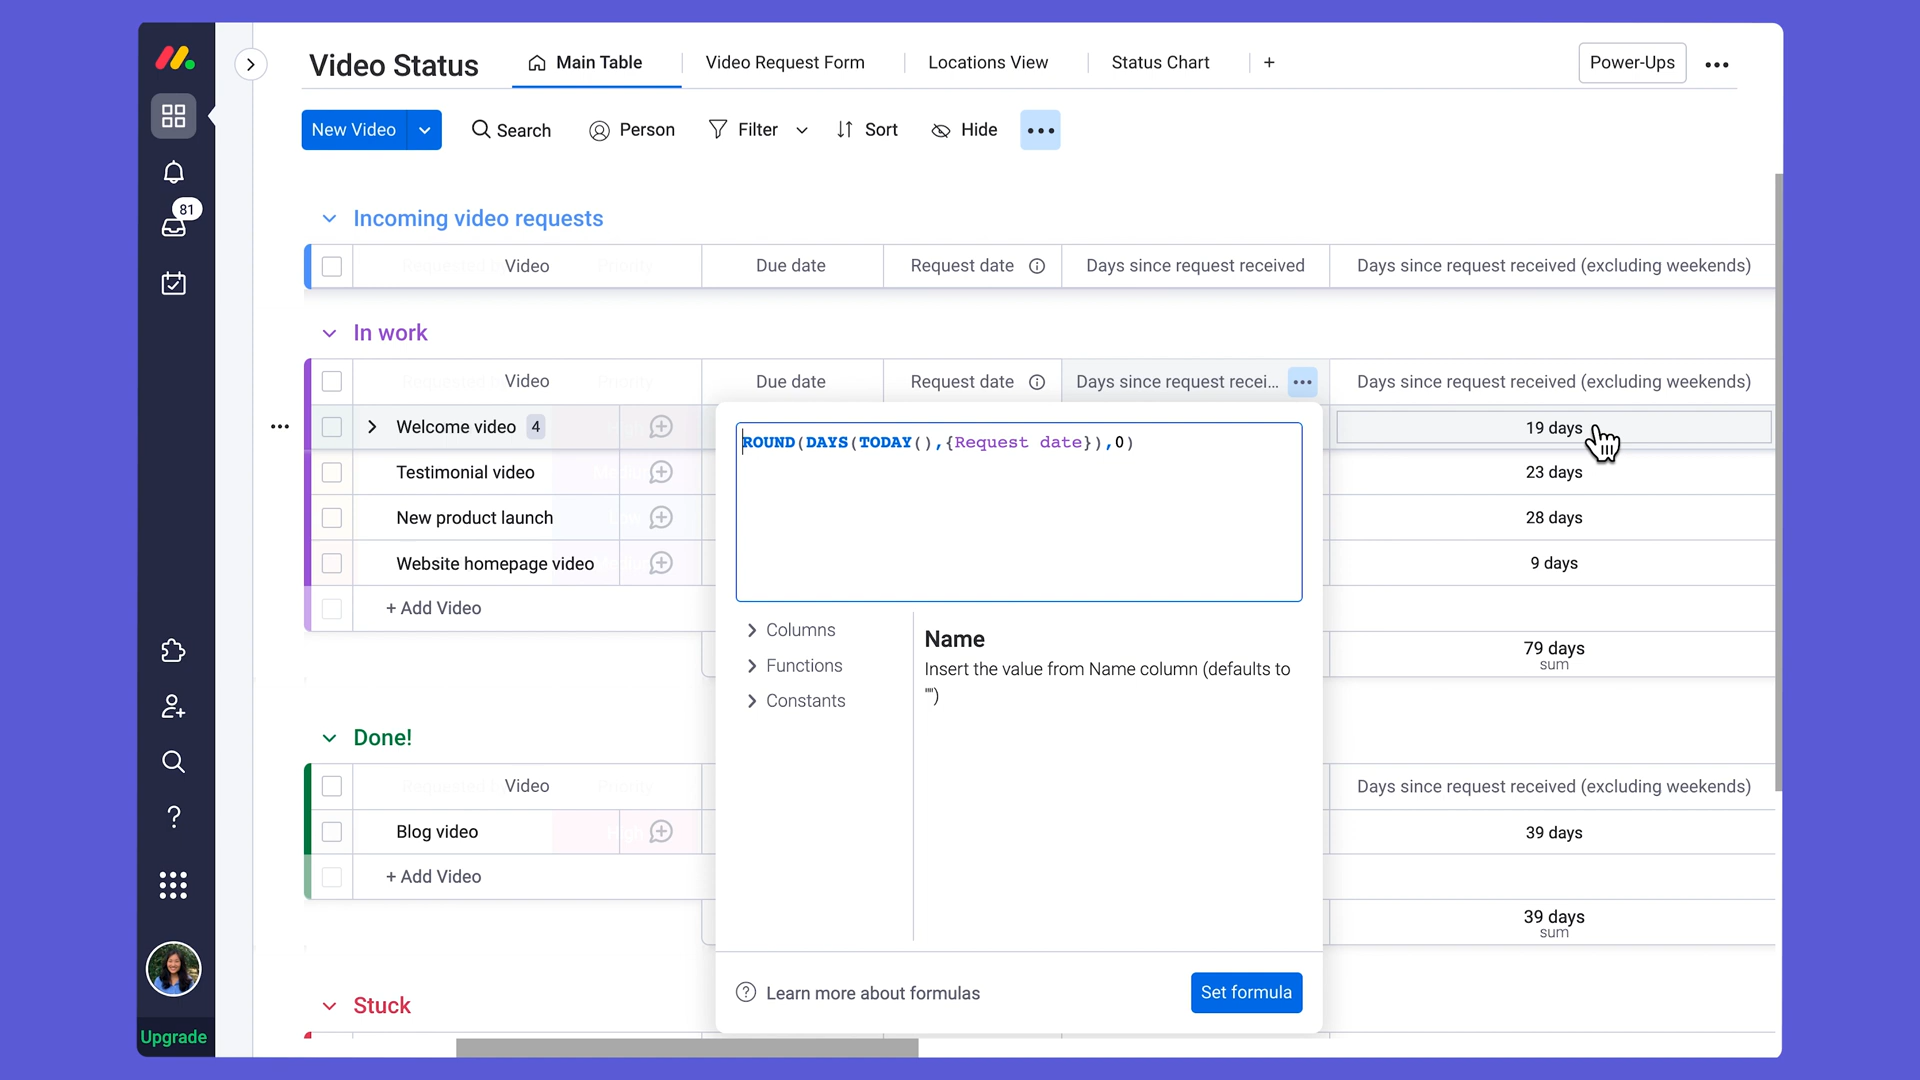 Video Status
Main Table
Video Request Form
Locations View
Status Chart
+
Power-Ups
New Video
Search
Person
Filter
Sort
Hide
81
Incoming video requests
Video
Due date
Request date
Days since request received
Days since request received (excluding weekends)
In work
Video
Due date
Request date
Days since request recei...
Days since request received (excluding weekends)
Welcome video 4
19 days
Testimonial video
23 days
New product launch
28 days
Website homepage video
9 days
+ Add Video
79 days
sum
ROUND(DAYS(TODAY(),{Request date}),0)
Columns
Functions
Constants
Name
Insert the value from Name column (defaults to
"")
Learn more about formulas
Set formula
Done!
Video
Days since request received (excluding weekends)
Blog video
39 days
+ Add Video
39 days
sum
Stuck
Upgrade